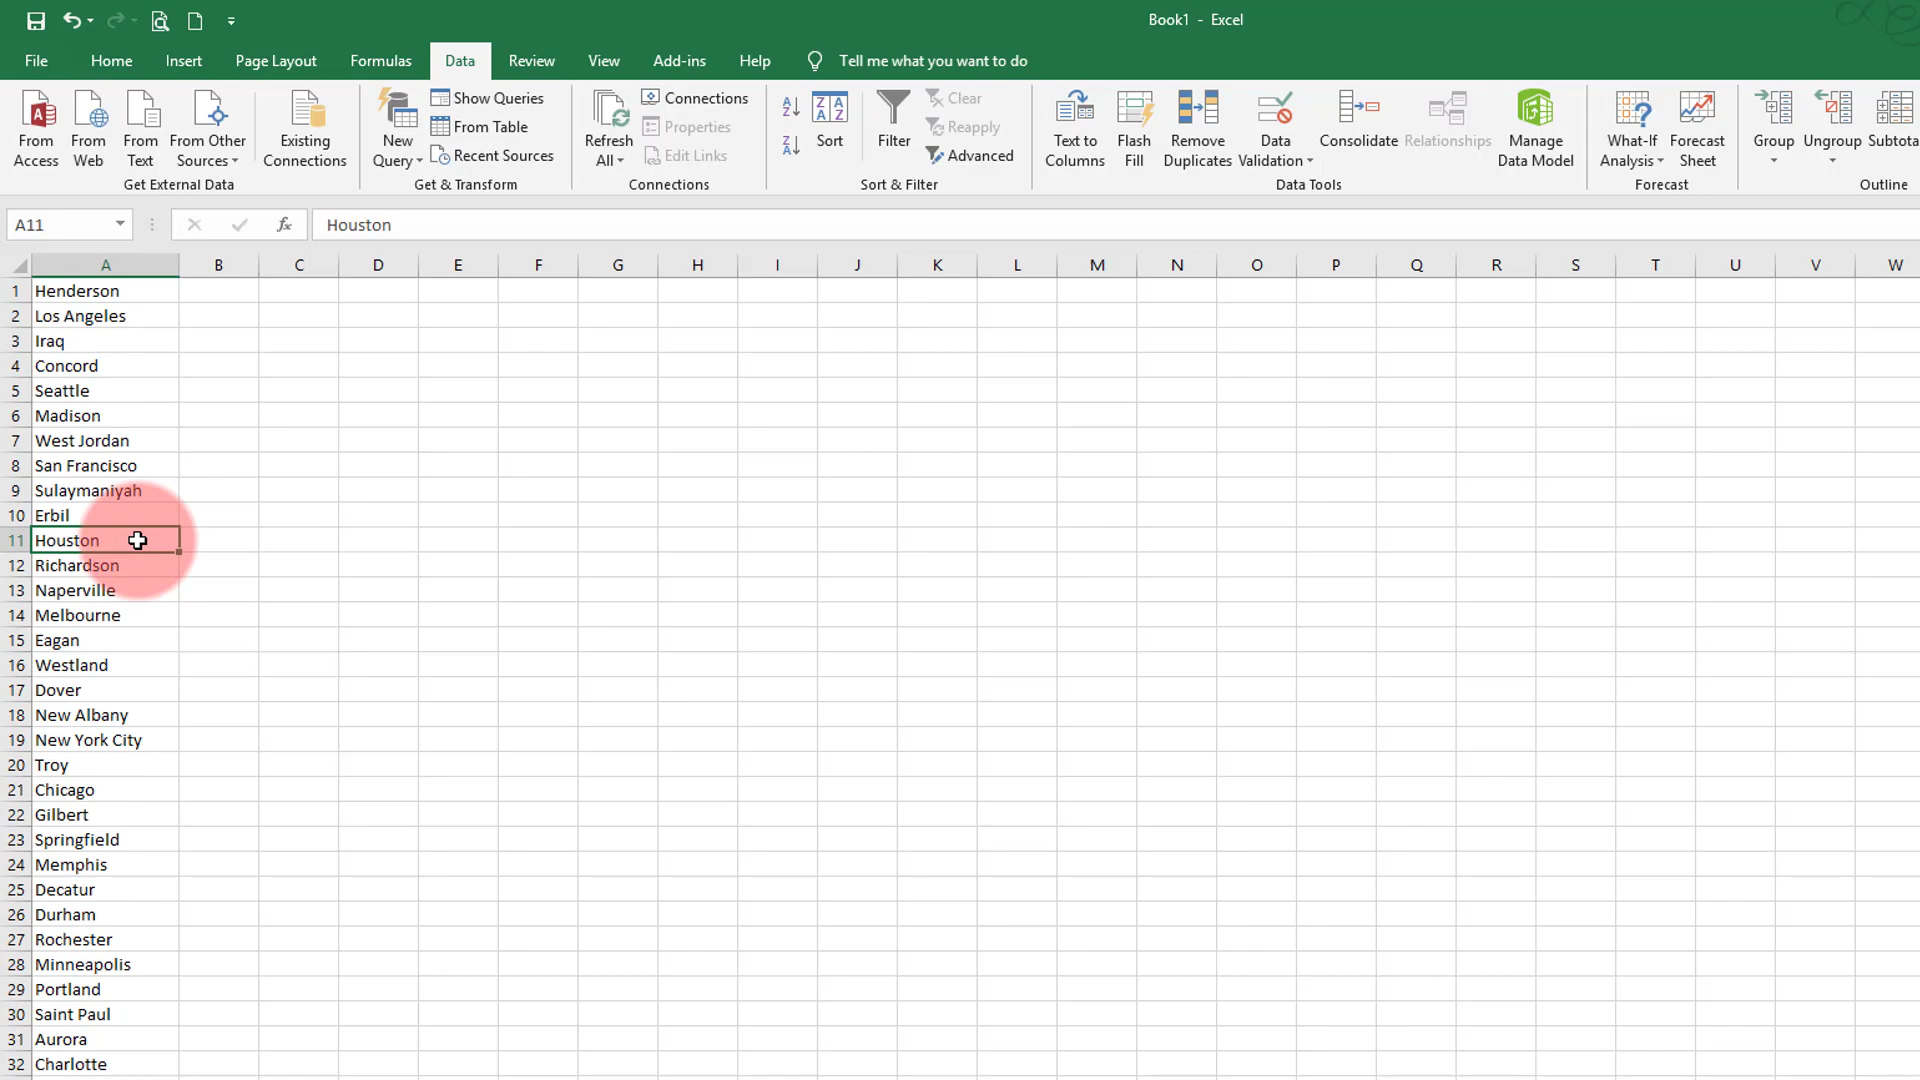 Book1 - Excel
File Home Insert Page Layout Formulas Data Review View Add-ins Help Tell me what you want to do
From Access
From Web
From Text
From Other Sources
Existing Connections
Get External Data
New Query
Show Queries
From Table
Recent Sources
Get & Transform
Refresh All
Connections
Properties
Edit Links
Connections
Sort
Filter
Clear
Reapply
Advanced
Sort & Filter
Text to Columns
Flash Fill
Remove Duplicates
Data Validation
Consolidate
Relationships
Manage Data Model
Data Tools
What-If Analysis
Forecast Sheet
Forecast
Group
Ungroup
Subtota
Outline
A11 fx Houston
A B C D E F G H I J K L M N O P Q R S T U V W
1 Henderson
2 Los Angeles
3 Iraq
4 Concord
5 Seattle
6 Madison
7 West Jordan
8 San Francisco
9 Sulaymaniyah
10 Erbil
11 Houston
12 Richardson
13 Naperville
14 Melbourne
15 Eagan
16 Westland
17 Dover
18 New Albany
19 New York City
20 Troy
21 Chicago
22 Gilbert
23 Springfield
24 Memphis
25 Decatur
26 Durham
27 Rochester
28 Minneapolis
29 Portland
30 Saint Paul
31 Aurora
32 Charlotte